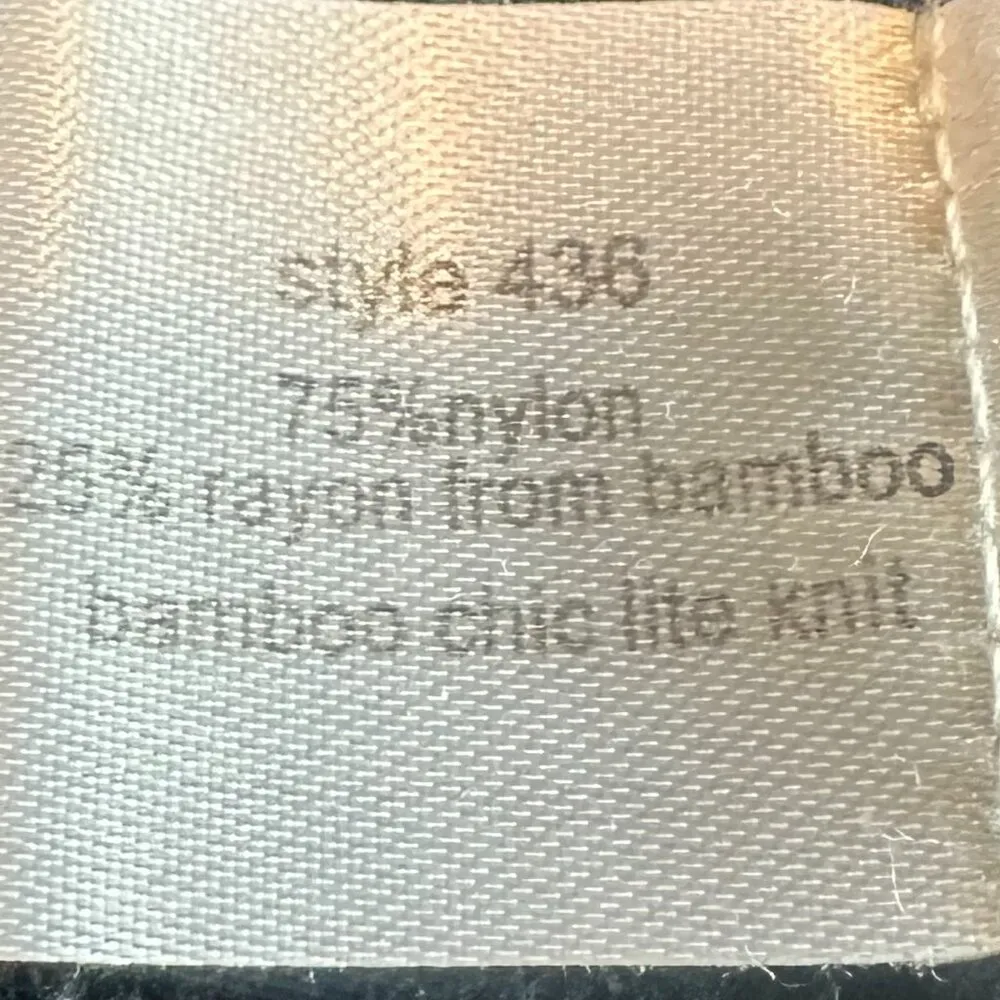 style 436
75%nylon
25% rayon from bamboo
bamboo chic lite knit